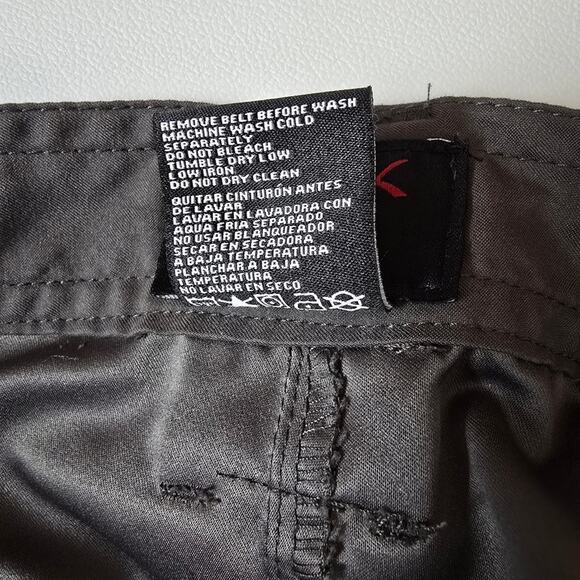 REMOVE BELT BEFORE WASH
MACHINE WASH COLD
SEPARATELY
DO NOT BLEACH
TUMBLE DRY LOW
LOW IRON
DO NOT DRY CLEAN
QUITAR CINTURÓN ANTES
DE LAVAR
LAVAR EN LAVADORA CON
AQUA FRIA SEPARADO
NO USAR BLANQUEADOR
SECAR EN SECADORA
A BAJA TEMPERATURA
PLANCHAR A BAJA
TEMPERATURA
NO LAVAR EN SECO